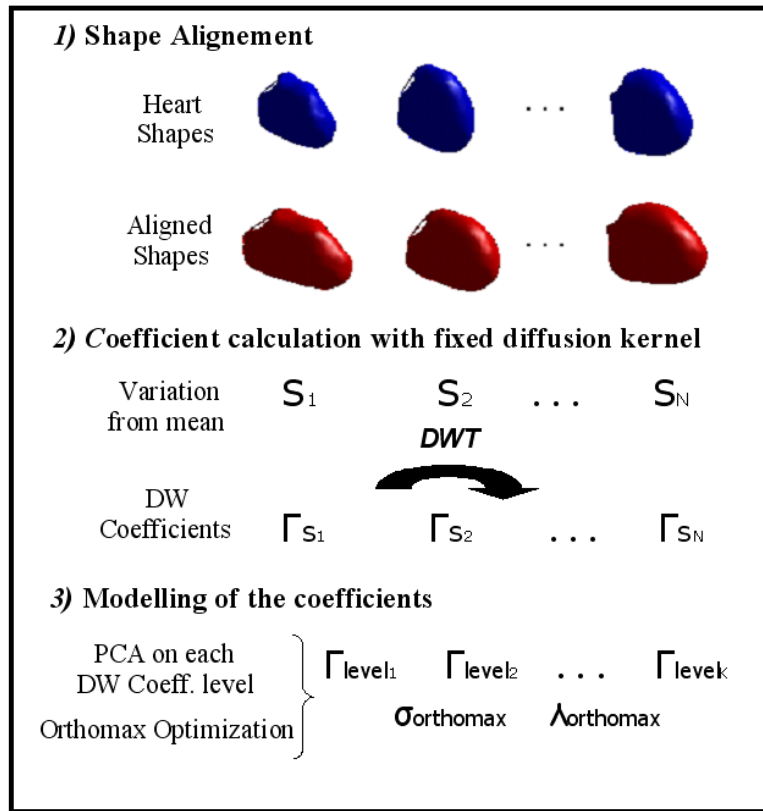 1) Shape Alignement
Heart Shapes
. . .
Aligned Shapes
. . .
2) Coefficient calculation with fixed diffusion kernel
Variation from mean
S1 S2 . . . SN
DWT
DW Coefficients
ΓS1 ΓS2 . . . ΓSN
3) Modelling of the coefficients
PCA on each DW Coeff. level
Γlevel1 Γlevel2 . . . Γlevelk
Orthomax Optimization
σorthomax λorthomax